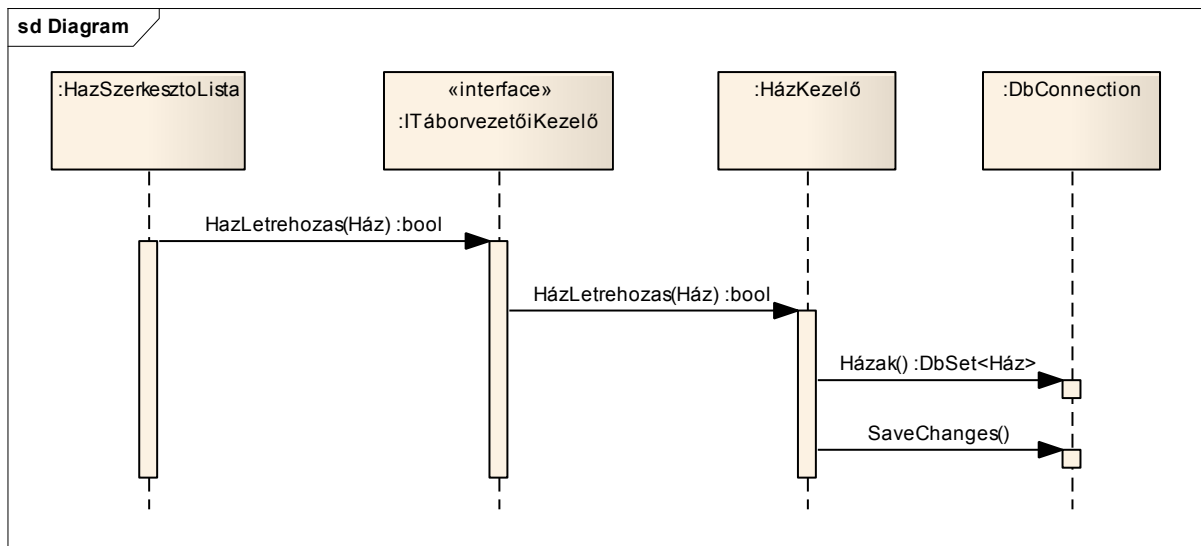 sd Diagram
:HazSzerkesztoLista
«interface»
:ITáborvezetőiKezelő
:HázKezelő
:DbConnection
HazLetrehozas(Ház) :bool
HázLetrehozas(Ház) :bool
Házak() :DbSet<Ház>
SaveChanges()